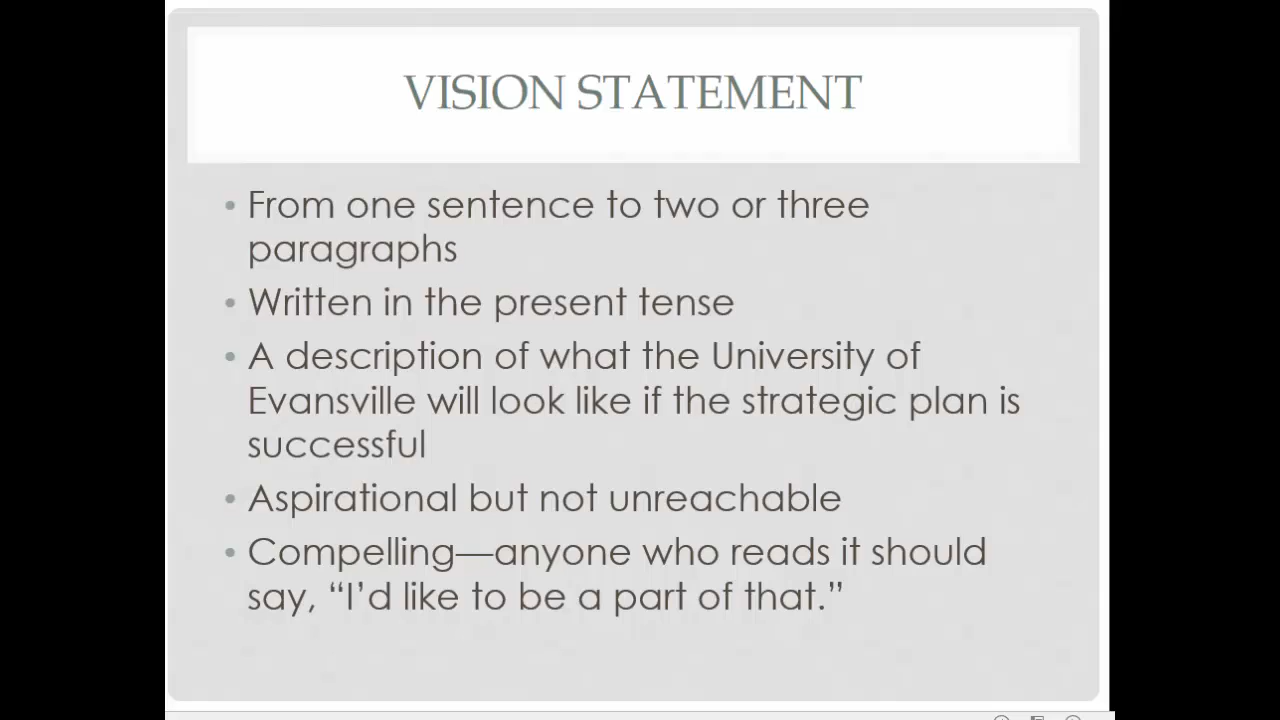 VISION STATEMENT
• From one sentence to two or three
paragraphs
• Written in the present tense
• A description of what the University of
Evansville will look like if the strategic plan is
successful
• Aspirational but not unreachable
• Compelling—anyone who reads it should
say, “I’d like to be a part of that.”